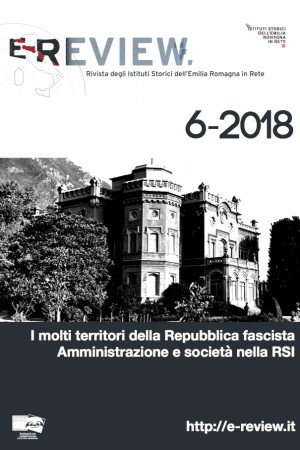 E-REVIEW.
ISTITUTI STORICI
DELL'EMILIA
ROMAGNA
IN RETE
Rivista degli Istituti Storici dell'Emilia Romagna in Rete
6-2018
I molti territori della Repubblica fascista
Amministrazione e società nella RSI
http://e-review.it